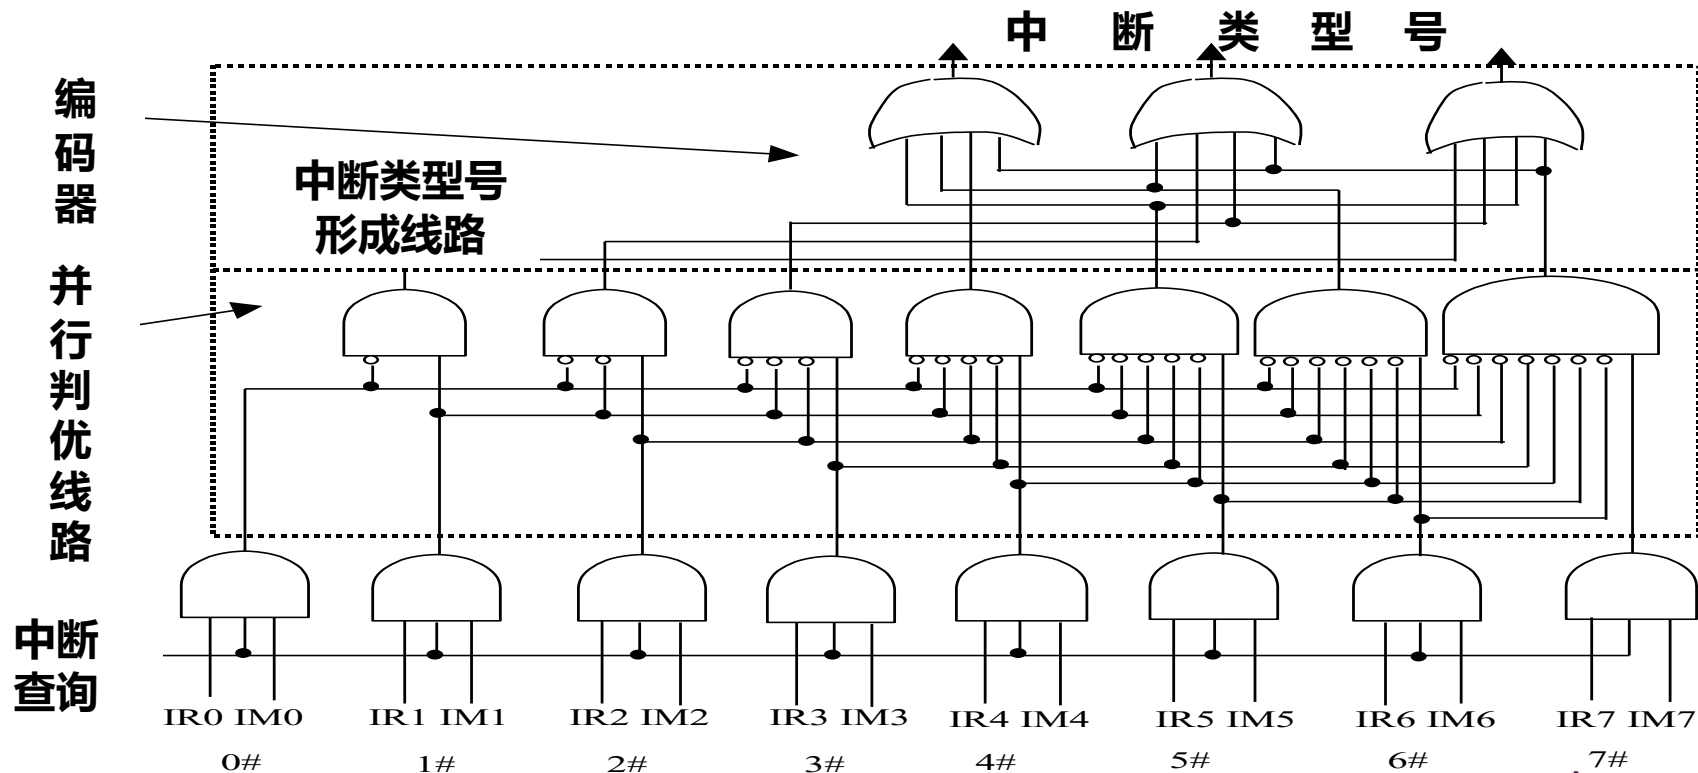 中 断 类 型 号
编码器
并行判优线路
中断类型号
形成线路
中断
查询
IR0 IM0 IR1 IM1 IR2 IM2 IR3 IM3 IR4 IM4 IR5 IM5 IR6 IM6 IR7 IM7
0# 1# 2# 3# 4# 5# 6# 7#